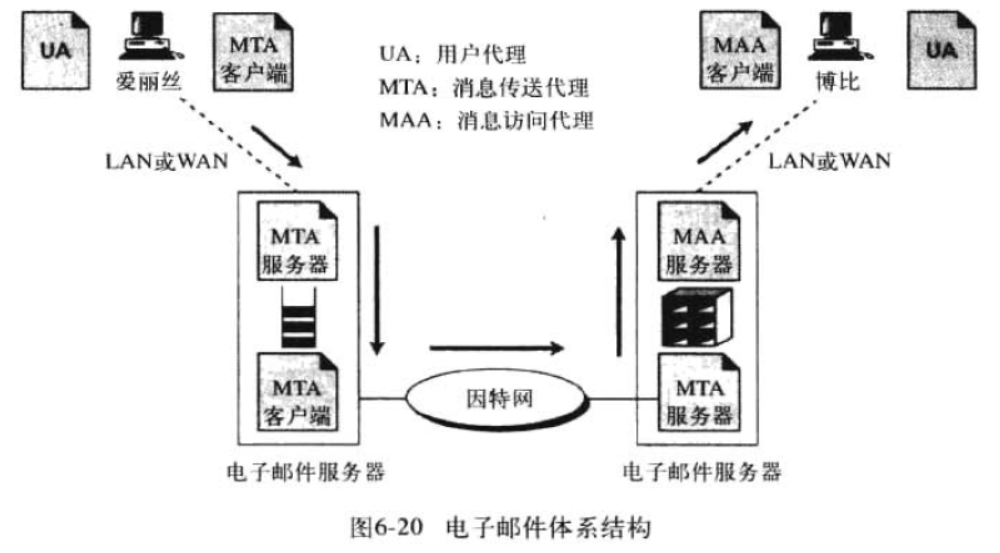 UA
MTA
客户端
爱丽丝
UA：用户代理
MTA：消息传送代理
MAA：消息访问代理
MAA
客户端
博比
UA
LAN或WAN
LAN或WAN
MTA
服务器
MTA
客户端
电子邮件服务器
因特网
MAA
服务器
MTA
服务器
电子邮件服务器
图6-20 电子邮件体系结构